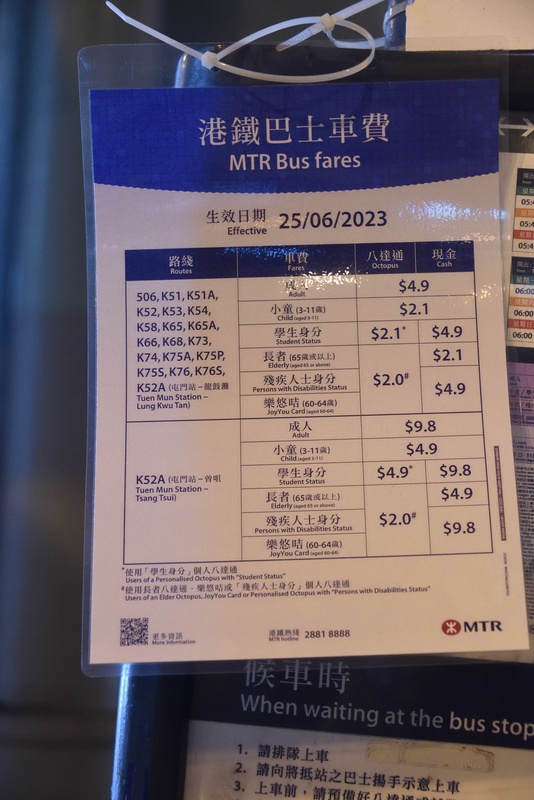 港鐵巴士車費
MTR Bus fares
生效日期
Effective
25/06/2023
路綫
Routes
車費
Fares
八達通
Octopus
現金
Cash
506, K51, K51A,
K52, K53, K54,
K58, K65, K65A,
K66, K68, K73,
K74, K75A, K75P,
K75S, K76, K76S,
K52A (屯門站－龍鼓灘
Tuen Mun Station –
Lung Kwu Tan)
成人
Adult
$4.9
小童 (3-11歲)
Child (aged 3-11)
$2.1
學生身分
Student Status
$2.1*
$4.9
長者 (65歲或以上)
Elderly (aged 65 or above)
$2.1
殘疾人士身分
Persons with Disabilities Status
$2.0#
$4.9
樂悠咭 (60-64歲)
JoyYou Card (aged 60-64)
K52A (屯門站－曾咀
Tuen Mun Station –
Tsang Tsui)
成人
Adult
$9.8
小童 (3-11歲)
Child (aged 3-11)
$4.9
學生身分
Student Status
$4.9*
$9.8
長者 (65歲或以上)
Elderly (aged 65 or above)
$4.9
殘疾人士身分
Persons with Disabilities Status
$2.0#
$9.8
樂悠咭 (60-64歲)
JoyYou Card (aged 60-64)
*使用「學生身分」個人八達通
Users of a Personalised Octopus with "Student Status"
#使用長者八達通、樂悠咭或「殘疾人士身分」個人八達通
Users of an Elder Octopus, JoyYou Card or Personalised Octopus with "Persons with Disabilities Status"
更多資訊
More information
港鐵熱綫
MTR hotline
2881 8888
MTR
候車時
When waiting at the bus stop
1. 請排隊上車
2. 請向將抵站之巴士揚手示意上車
3. 上車前，請預備好八達通